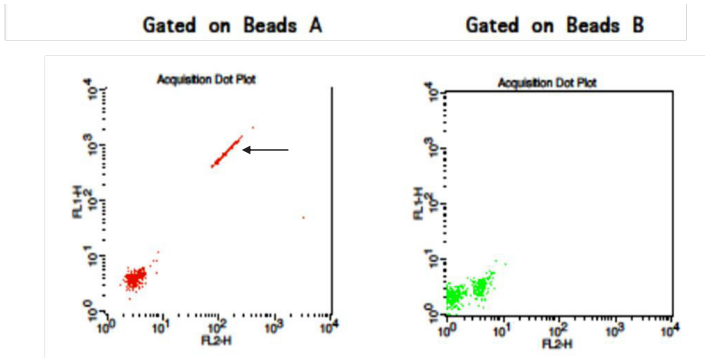 Gated on Beads A
Gated on Beads B
Acquisition Dot Plot
FL1-H
10^4
10^3
10^2
10^1
10^0
10^0 10^1 10^2 10^3 10^4
FL2-H
Acquisition Dot Plot
FL1-H
10^4
10^3
10^2
10^1
10^0
10^0 10^1 10^2 10^3 10^4
FL2-H